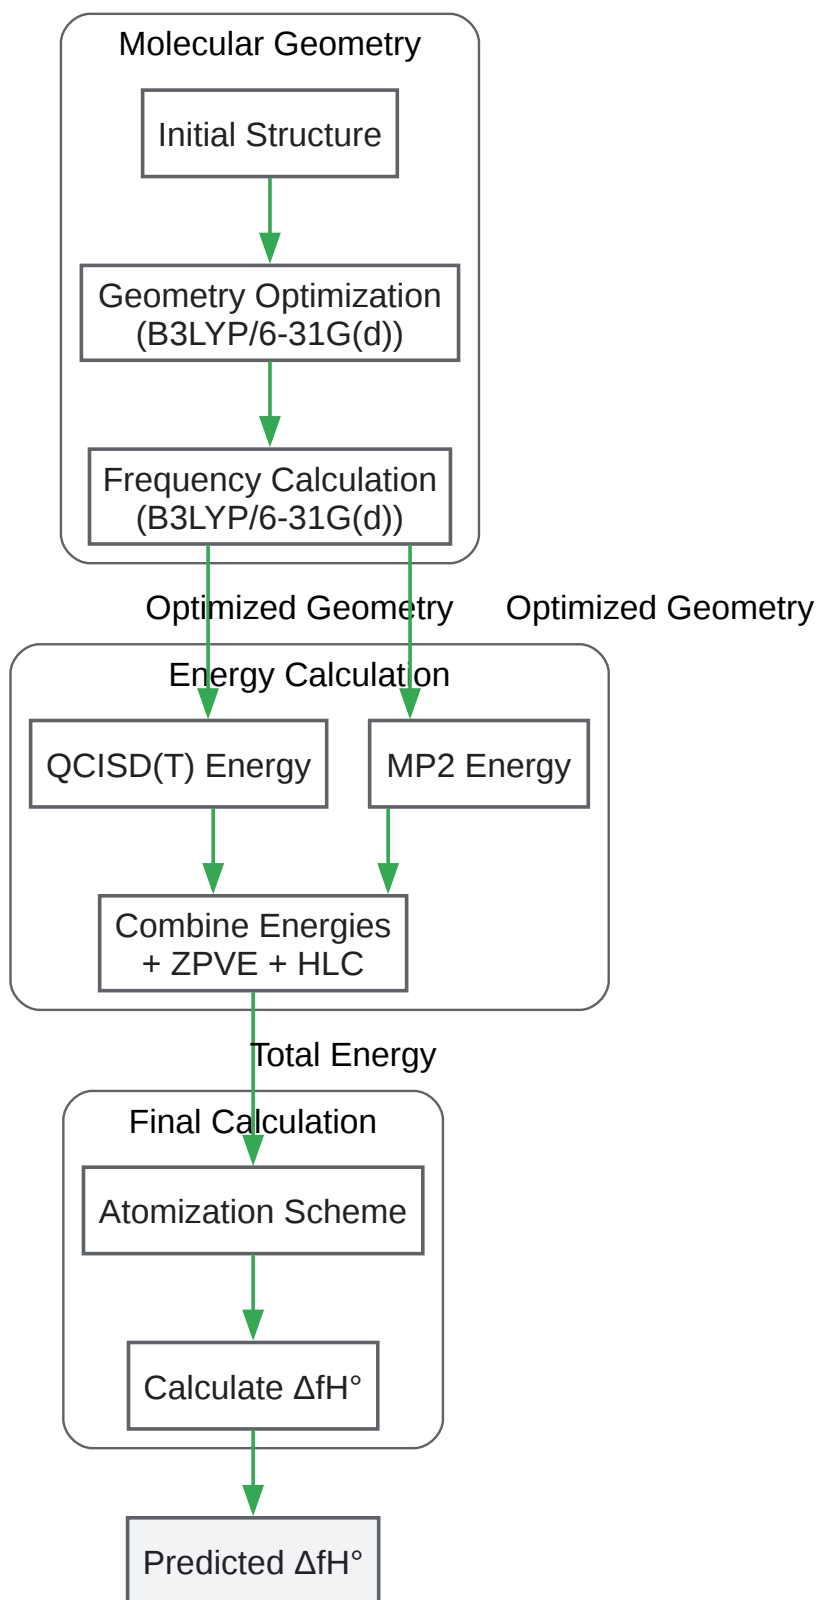 Molecular Geometry
Initial Structure
Geometry Optimization
(B3LYP/6-31G(d))
Frequency Calculation
(B3LYP/6-31G(d))
Optimized Geometry
Optimized Geometry
Energy Calculation
QCISD(T) Energy
MP2 Energy
Combine Energies
+ ZPVE + HLC
Total Energy
Final Calculation
Atomization Scheme
Calculate ΔfH°
Predicted ΔfH°